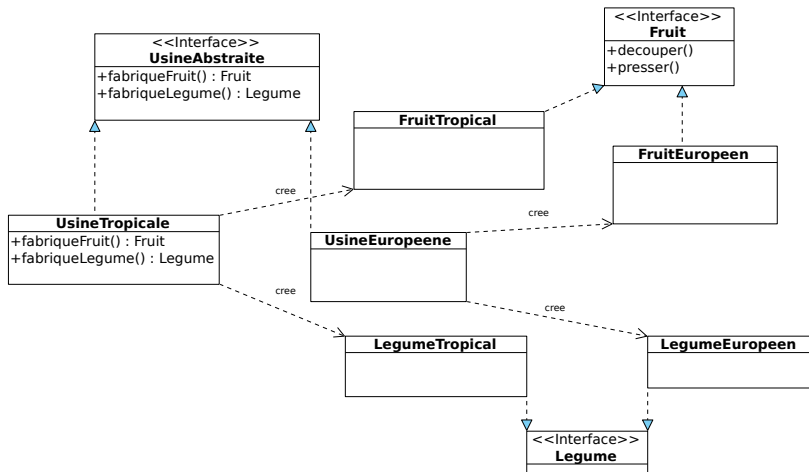 <<Interface>>
Fruit
+decouper()
+presser()
<<Interface>>
UsineAbstraite
+fabriqueFruit() : Fruit
+fabriqueLegume() : Legume
FruitTropical
FruitEuropeen
cree
cree
UsineTropicale
+fabriqueFruit() : Fruit
+fabriqueLegume() : Legume
UsineEuropeene
cree
cree
LegumeTropical
LegumeEuropeen
<<Interface>>
Legume